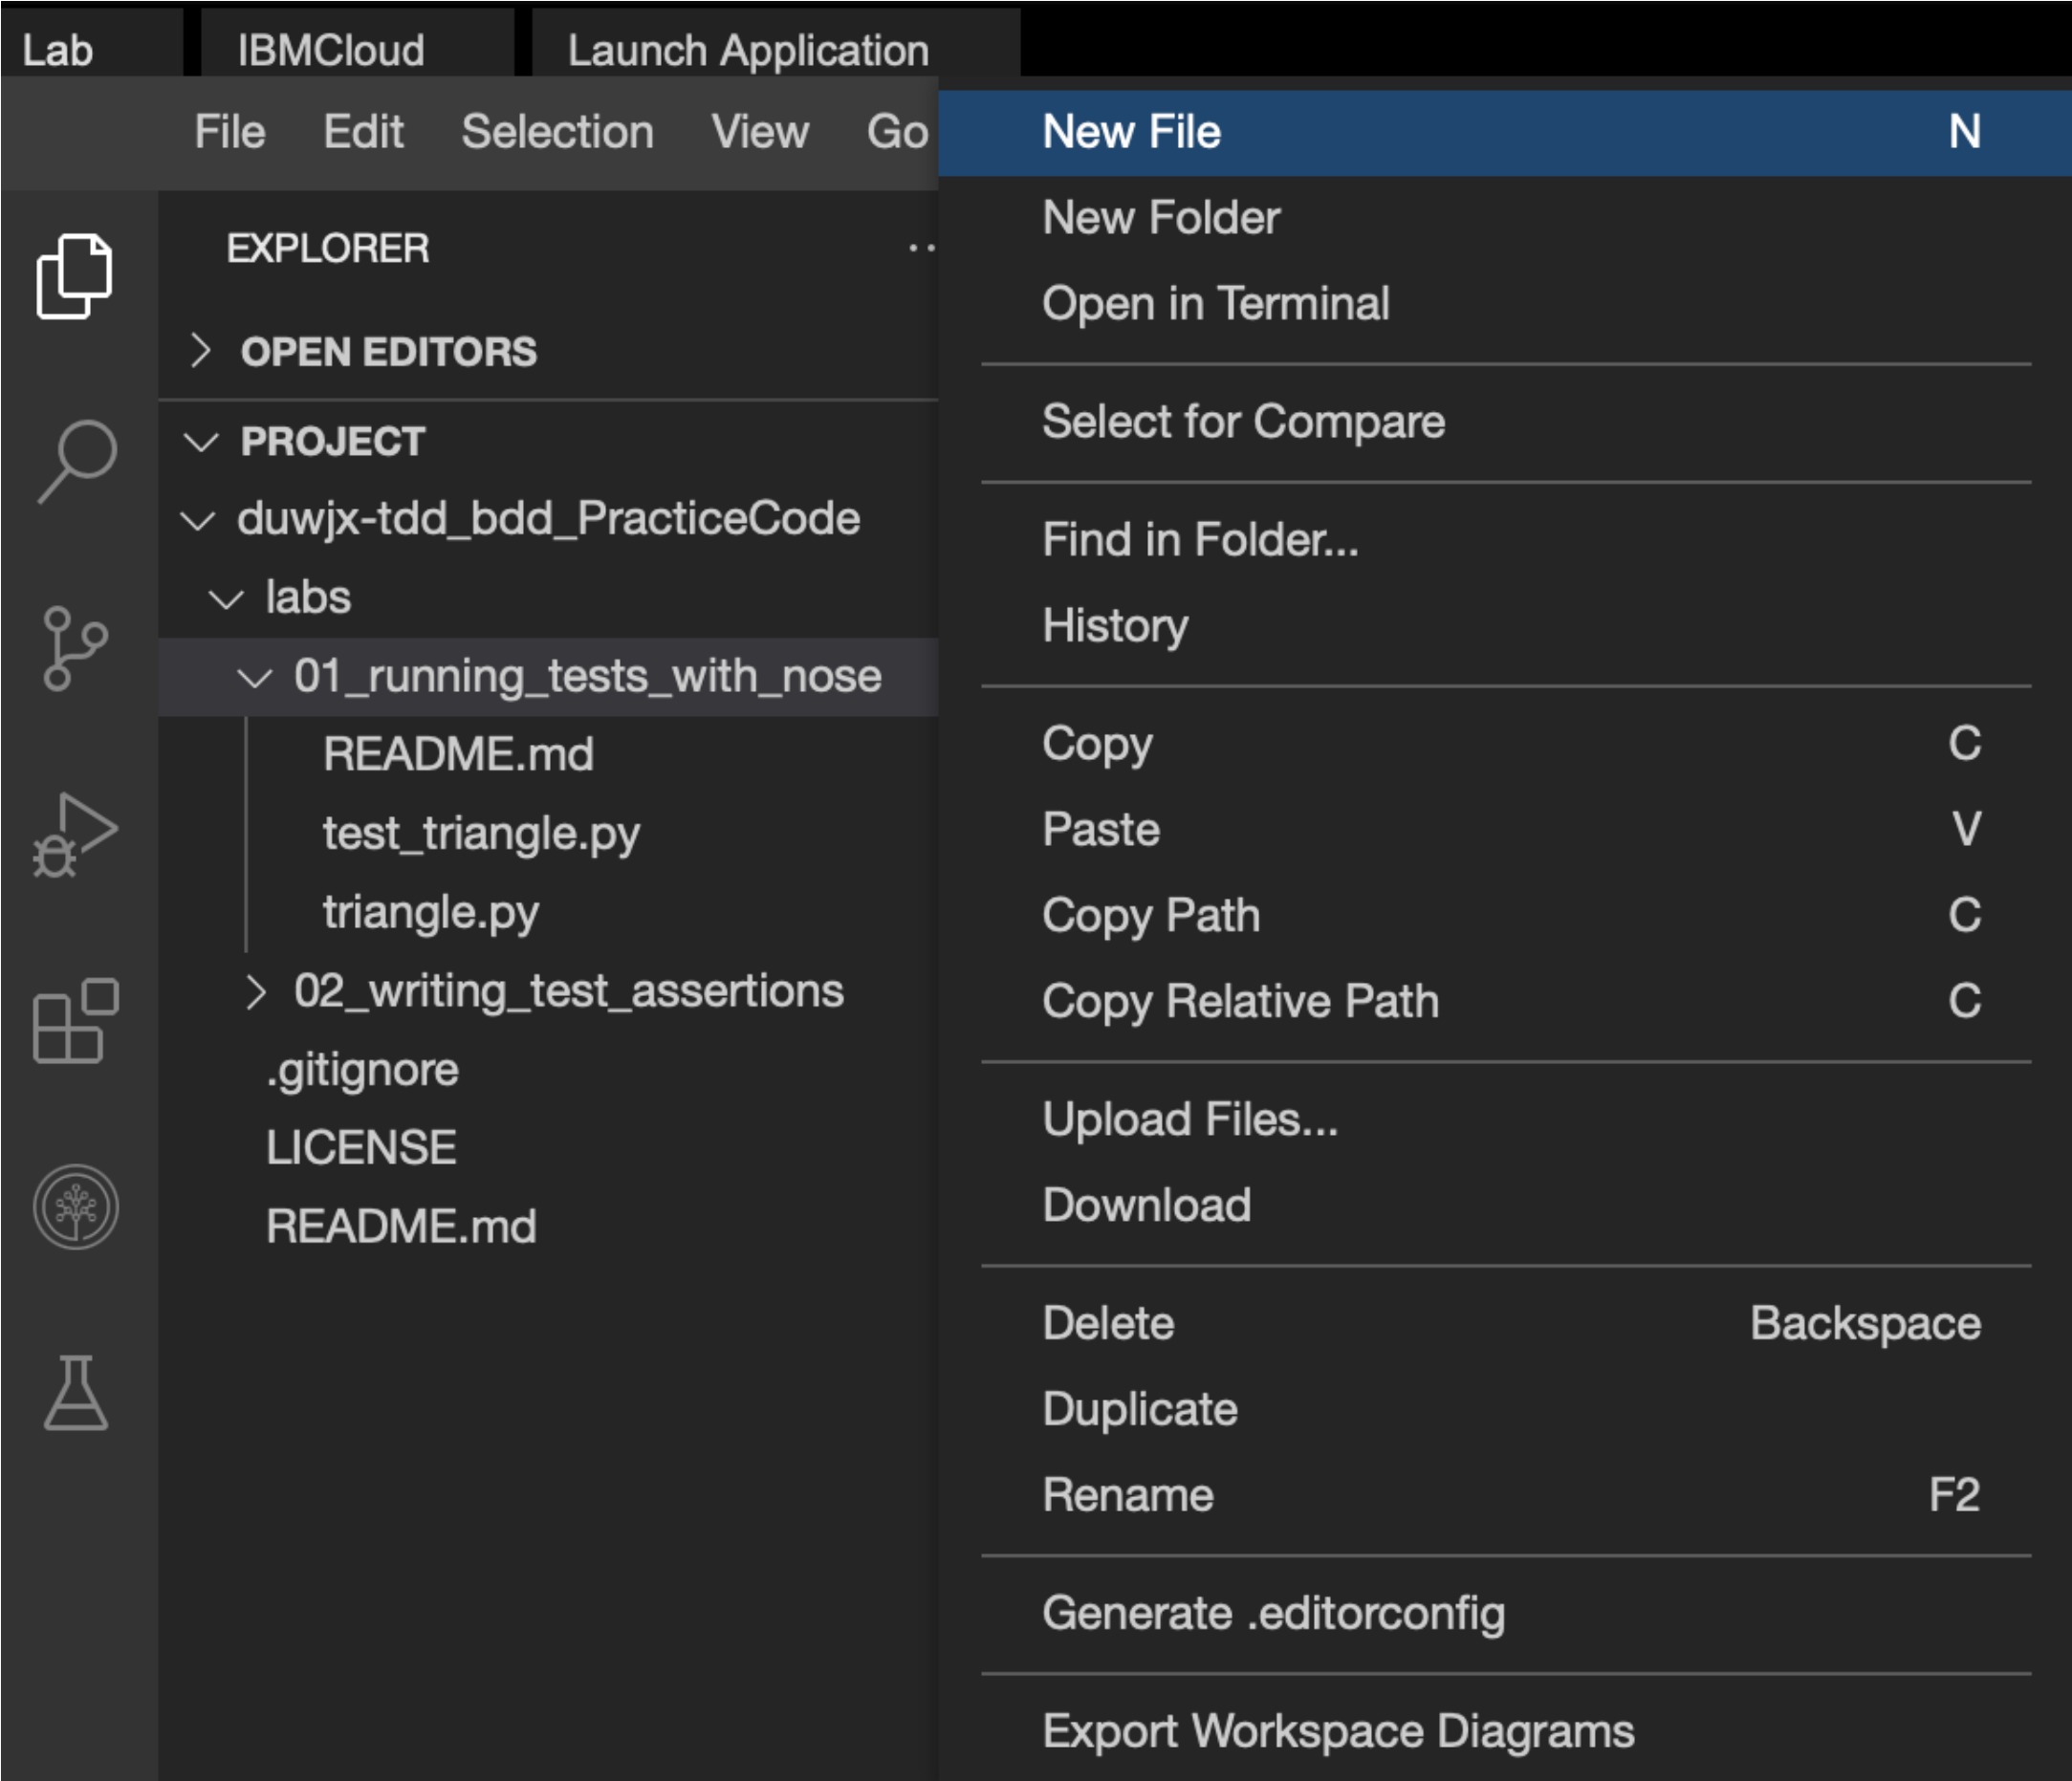 Lab IBMCloud Launch Application
File Edit Selection View Go
EXPLORER ··
OPEN EDITORS
PROJECT
duwjx-tdd_bdd_PracticeCode
labs
01_running_tests_with_nose
README.md
test_triangle.py
triangle.py
02_writing_test_assertions
.gitignore
LICENSE
README.md
New File N
New Folder
Open in Terminal
Select for Compare
Find in Folder...
History
Copy C
Paste V
Copy Path C
Copy Relative Path C
Upload Files...
Download
Delete Backspace
Duplicate
Rename F2
Generate .editorconfig
Export Workspace Diagrams